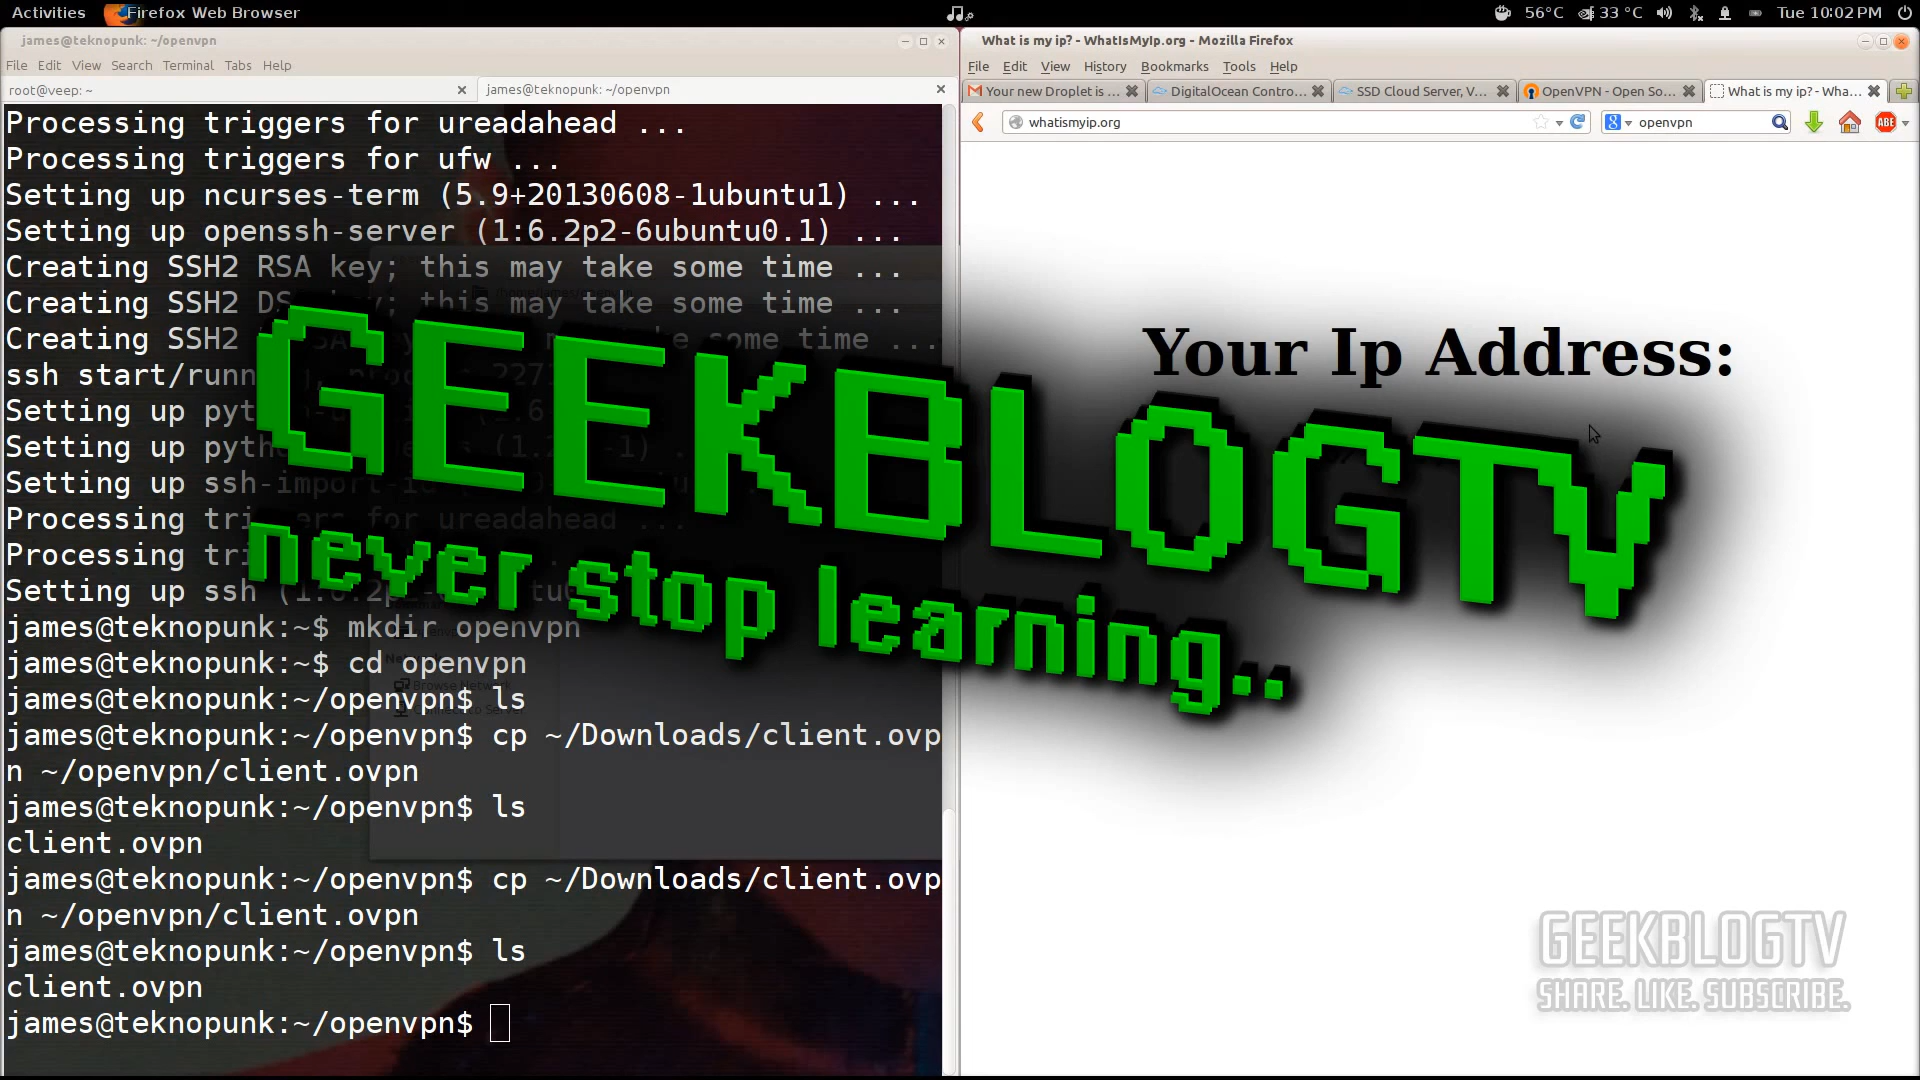 Activities Firefox Web Browser 56°C 33 °C Tue 10:02 PM
james@teknopunk: ~/openvpn
File Edit View Search Terminal Tabs Help
root@veep: ~
james@teknopunk: ~/openvpn
Processing triggers for ureadahead ...
Processing triggers for ufw ...
Setting up ncurses-term (5.9+20130608-1ubuntu1) ...
Setting up openssh-server (1:6.2p2-6ubuntu0.1) ...
Creating SSH2 RSA key; this may take some time ...
Creating SSH2 DS key; this may take some time ...
Creating SSH2 some time ...
ssh start/runn
Setting up pyt
Setting up pyth
Setting up ssh-import-id
Processing triggers for ureadahead ...
Processing tri
Setting up ssh
james@teknopunk:~$ mkdir openvpn
james@teknopunk:~$ cd openvpn
james@teknopunk:~/openvpn$ ls
james@teknopunk:~/openvpn$ cp ~/Downloads/client.ovp
n ~/openvpn/client.ovpn
james@teknopunk:~/openvpn$ ls
client.ovpn
james@teknopunk:~/openvpn$ cp ~/Downloads/client.ovp
n ~/openvpn/client.ovpn
james@teknopunk:~/openvpn$ ls
client.ovpn
james@teknopunk:~/openvpn$
Browse Network
GEEKBLOGTV
never stop learning..
What is my ip? - WhatIsMyIp.org - Mozilla Firefox
File Edit View History Bookmarks Tools Help
Your new Droplet is ...
DigitalOcean Contro...
SSD Cloud Server, V...
OpenVPN - Open So...
What is my ip? - Wha...
whatismyip.org
openvpn
ABE
Your Ip Address:
GEEKBLOGTV
SHARE. LIKE. SUBSCRIBE.